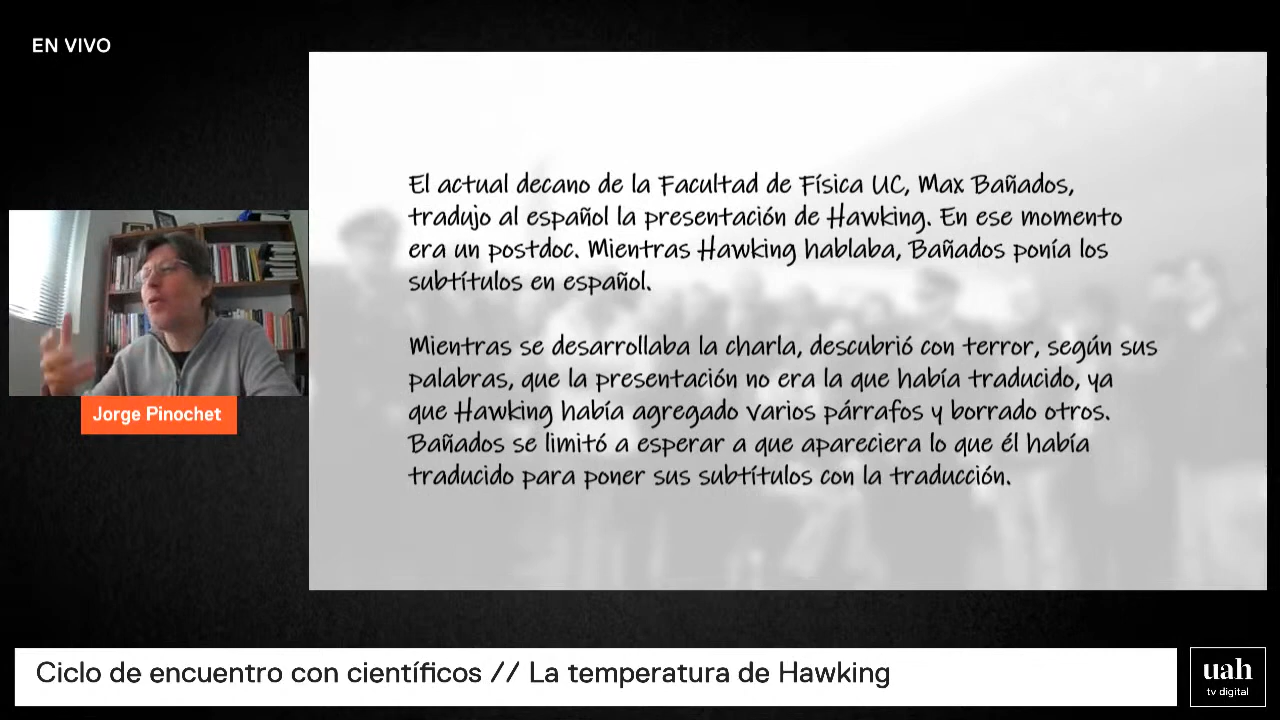 EN VIVO
El actual decano de la Facultad de Física UC, Max Bañados,
tradujo al español la presentación de Hawking. En ese momento
era un postdoc. Mientras Hawking hablaba, Bañados ponía los
subtítulos en español.
Mientras se desarrollaba la charla, descubrió con terror, según sus
palabras, que la presentación no era la que había traducido, ya
que Hawking había agregado varios párrafos y borrado otros.
Bañados se limitó a esperar a que apareciera lo que él había
traducido para poner sus subtítulos con la traducción.
Jorge Pinochet
Ciclo de encuentro con científicos // La temperatura de Hawking
uah
tv digital